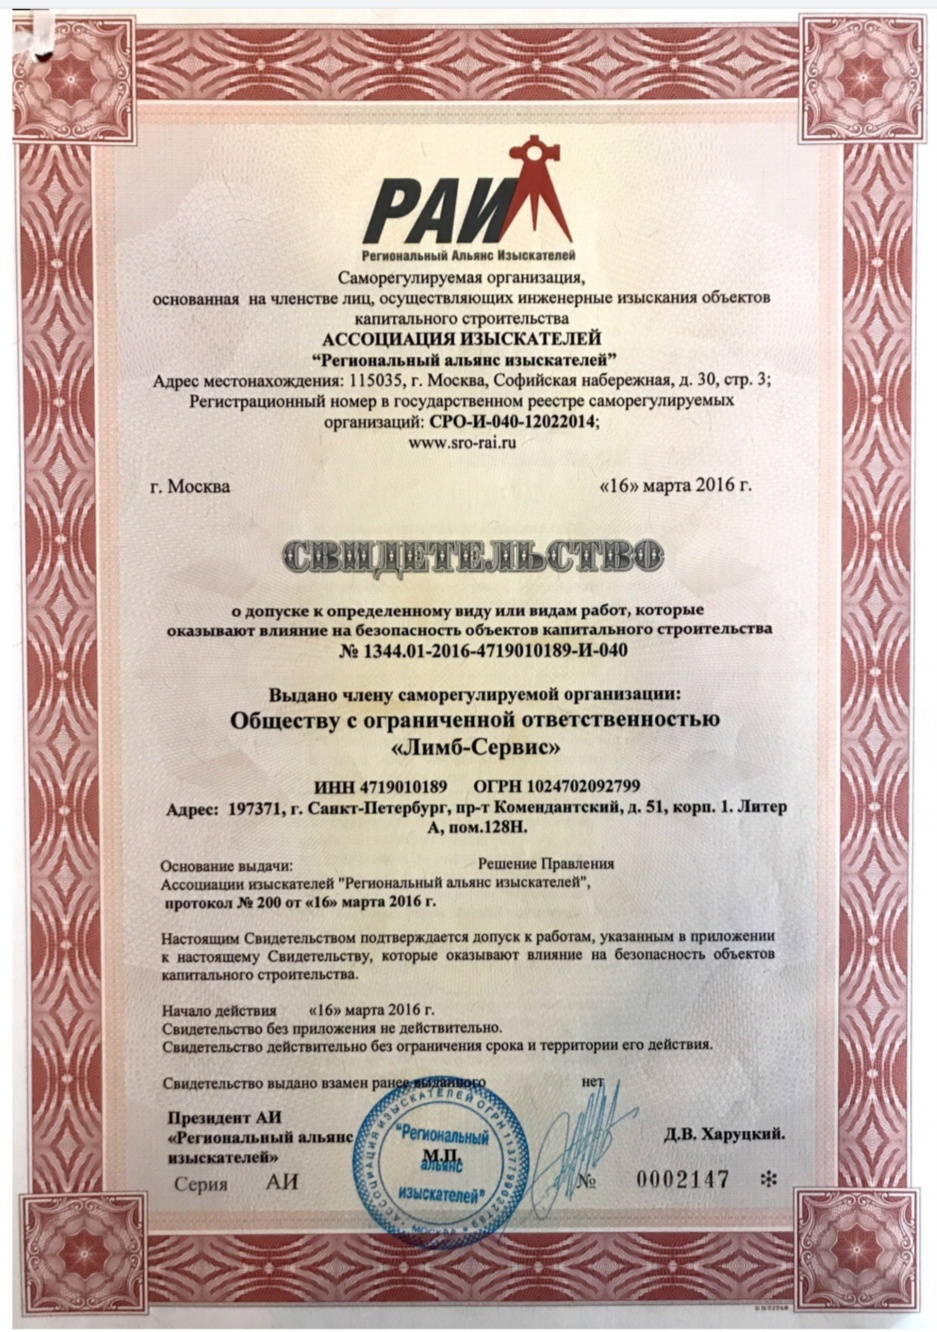 РАИ
Региональный Альянс Изыскателей
Саморегулируемая организация,
основанная на членстве лиц, осуществляющих инженерные изыскания объектов
капитального строительства
АССОЦИАЦИЯ ИЗЫСКАТЕЛЕЙ
“Региональный альянс изыскателей”
Адрес местонахождения: 115035, г. Москва, Софийская набережная, д. 30, стр. 3;
Регистрационный номер в государственном реестре саморегулируемых
организаций: СРО-И-040-12022014;
www.sro-rai.ru
г. Москва «16» марта 2016 г.
СВИДЕТЕЛЬСТВО
о допуске к определенному виду или видам работ, которые
оказывают влияние на безопасность объектов капитального строительства
№ 1344.01-2016-4719010189-И-040
Выдано члену саморегулируемой организации:
Обществу с ограниченной ответственностью
«Лимб-Сервис»
ИНН 4719010189 ОГРН 1024702092799
Адрес: 197371, г. Санкт-Петербург, пр-т Комендантский, д. 51, корп. 1. Литер
А, пом.128Н.
Основание выдачи: Решение Правления
Ассоциации изыскателей "Региональный альянс изыскателей",
протокол № 200 от «16» марта 2016 г.
Настоящим Свидетельством подтверждается допуск к работам, указанным в приложении
к настоящему Свидетельству, которые оказывают влияние на безопасность объектов
капитального строительства.
Начало действия «16» марта 2016 г.
Свидетельство без приложения не действительно.
Свидетельство действительно без ограничения срока и территории его действия.
Свидетельство выдано взамен ранее выданного нет
Президент АИ
«Региональный альянс
изыскателей»
Д.В. Харуцкий.
М.П.
АССОЦИАЦИЯ ИЗЫСКАТЕЛЕЙ ОГРН
МОСКВА
"Региональный
альянс
изыскателей"
Серия АИ № 0002147